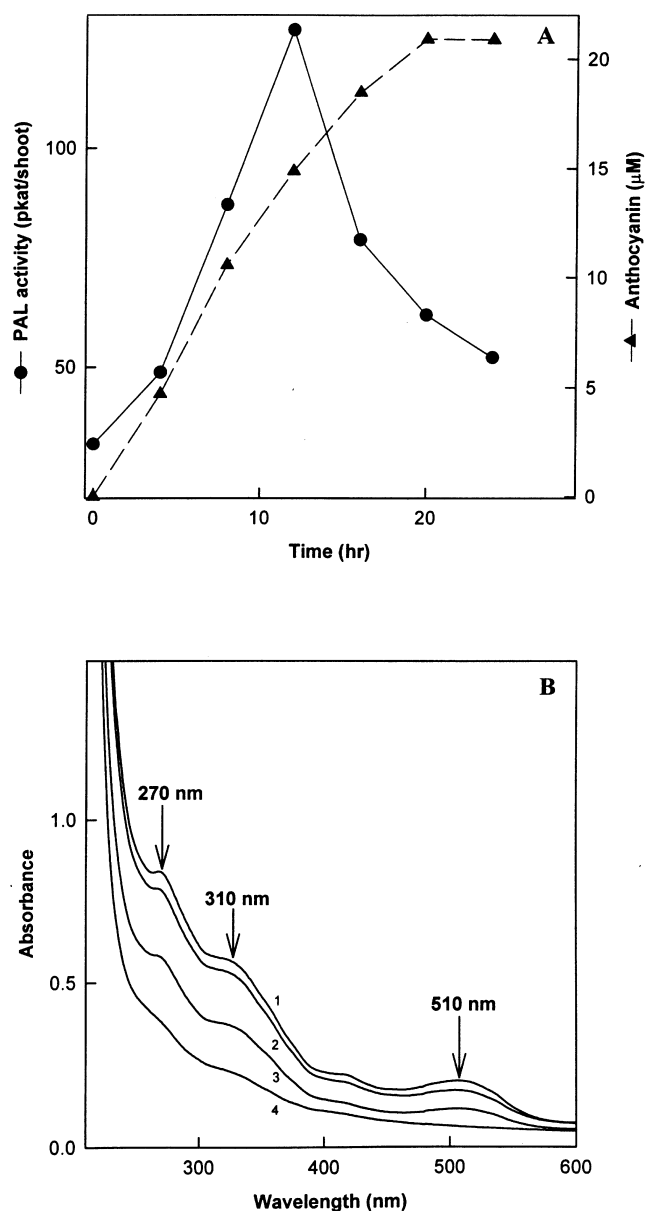 A
100
50
PAL activity (pkat/shoot)
20
15
10
5
0
Anthocyanin (μM)
0 10 20
Time (hr)
B
270 nm
310 nm
510 nm
1.0
0.5
0.0
Absorbance
1
2
3
4
300 400 500 600
Wavelength (nm)